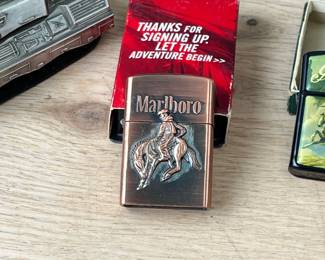 THANKS FOR
SIGNING UP.
LET THE
ADVENTURE BEGIN>>
Marlboro